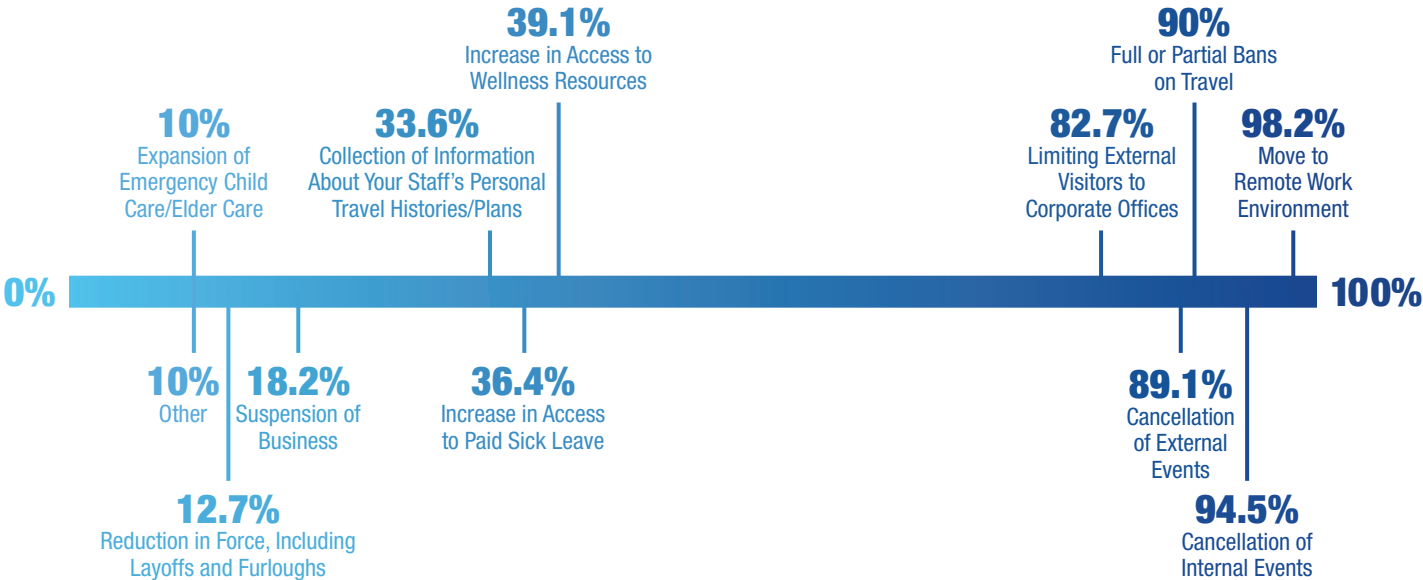 39.1%
Increase in Access to
Wellness Resources
90%
Full or Partial Bans
on Travel
10%
Expansion of
Emergency Child
Care/Elder Care
33.6%
Collection of Information
About Your Staff’s Personal
Travel Histories/Plans
82.7%
Limiting External
Visitors to
Corporate Offices
98.2%
Move to
Remote Work
Environment
0%
100%
10%
Other
18.2%
Suspension of
Business
36.4%
Increase in Access
to Paid Sick Leave
89.1%
Cancellation
of External
Events
12.7%
Reduction in Force, Including
Layoffs and Furloughs
94.5%
Cancellation of
Internal Events